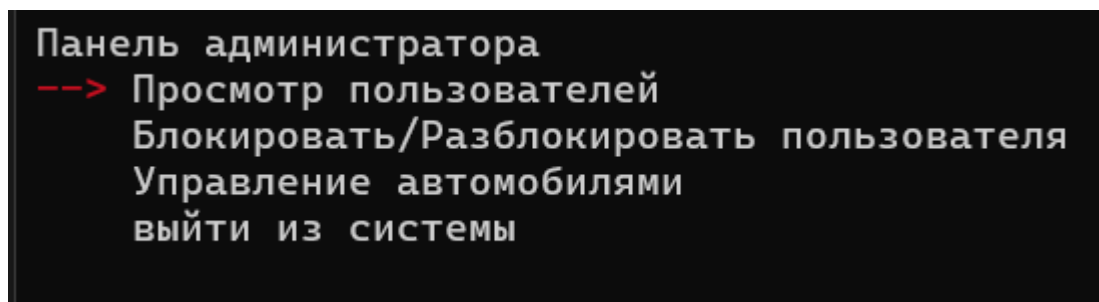 Панель администратора
--> Просмотр пользователей
Блокировать/Разблокировать пользователя
Управление автомобилями
выйти из системы